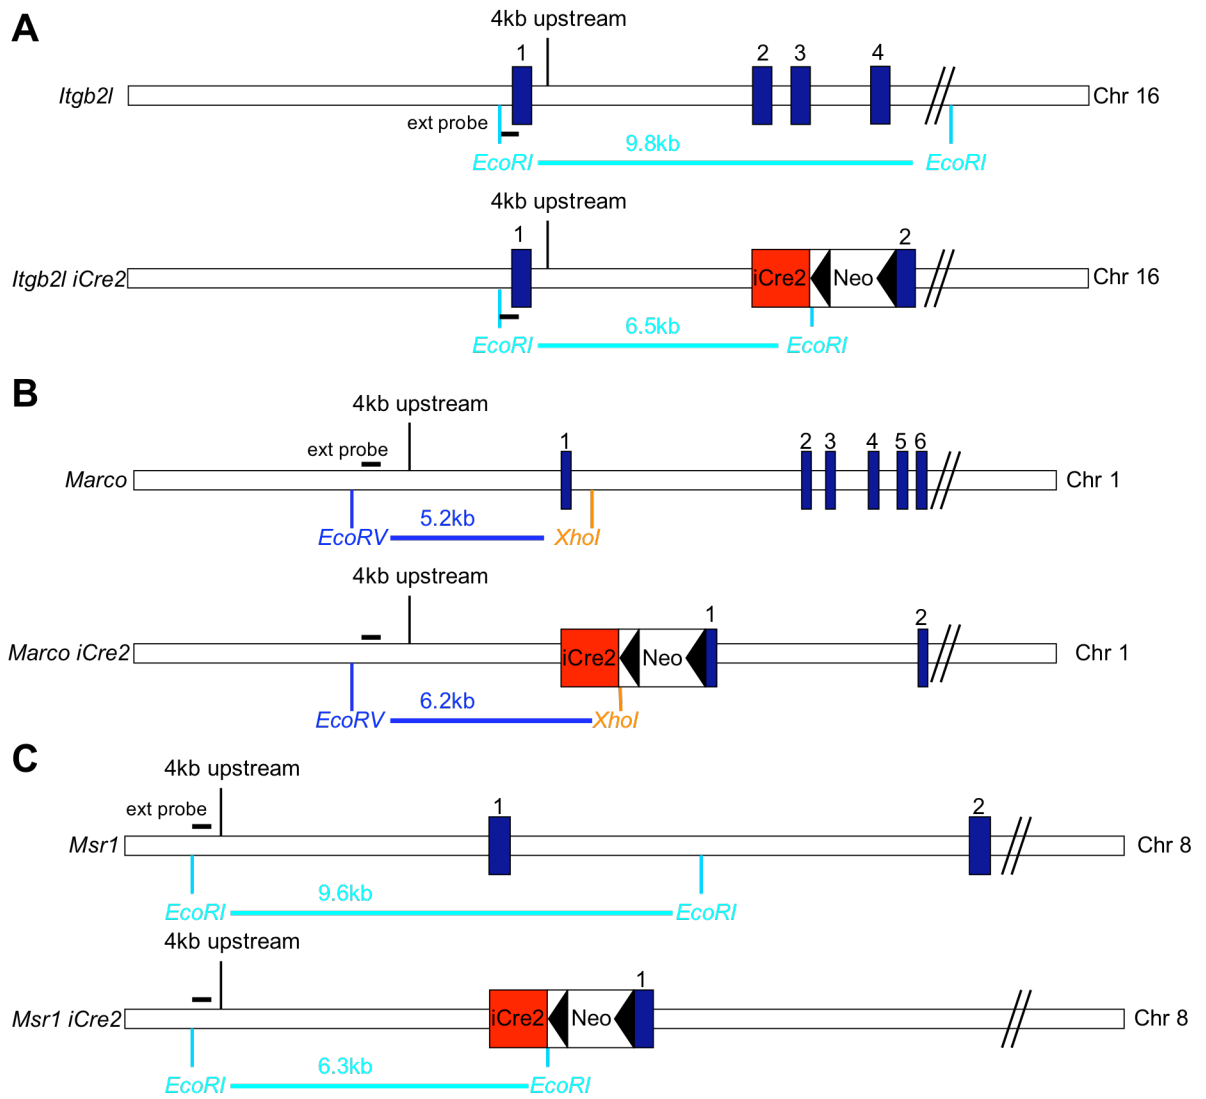 A
4kb upstream
1 2 3 4
Itgb2l Chr 16
ext probe
9.8kb
EcoRI EcoRI
4kb upstream
1 2
Itgb2l iCre2 iCre2 Neo Chr 16
6.5kb
EcoRI EcoRI
B
4kb upstream
ext probe 1 2 3 4 5 6
Marco Chr 1
5.2kb
EcoRV XhoI
4kb upstream
1 2
Marco iCre2 iCre2 Neo Chr 1
6.2kb
EcoRV XhoI
C
4kb upstream
ext probe 1 2
Msr1 Chr 8
9.6kb
EcoRI EcoRI
4kb upstream
1
Msr1 iCre2 iCre2 Neo Chr 8
6.3kb
EcoRI EcoRI